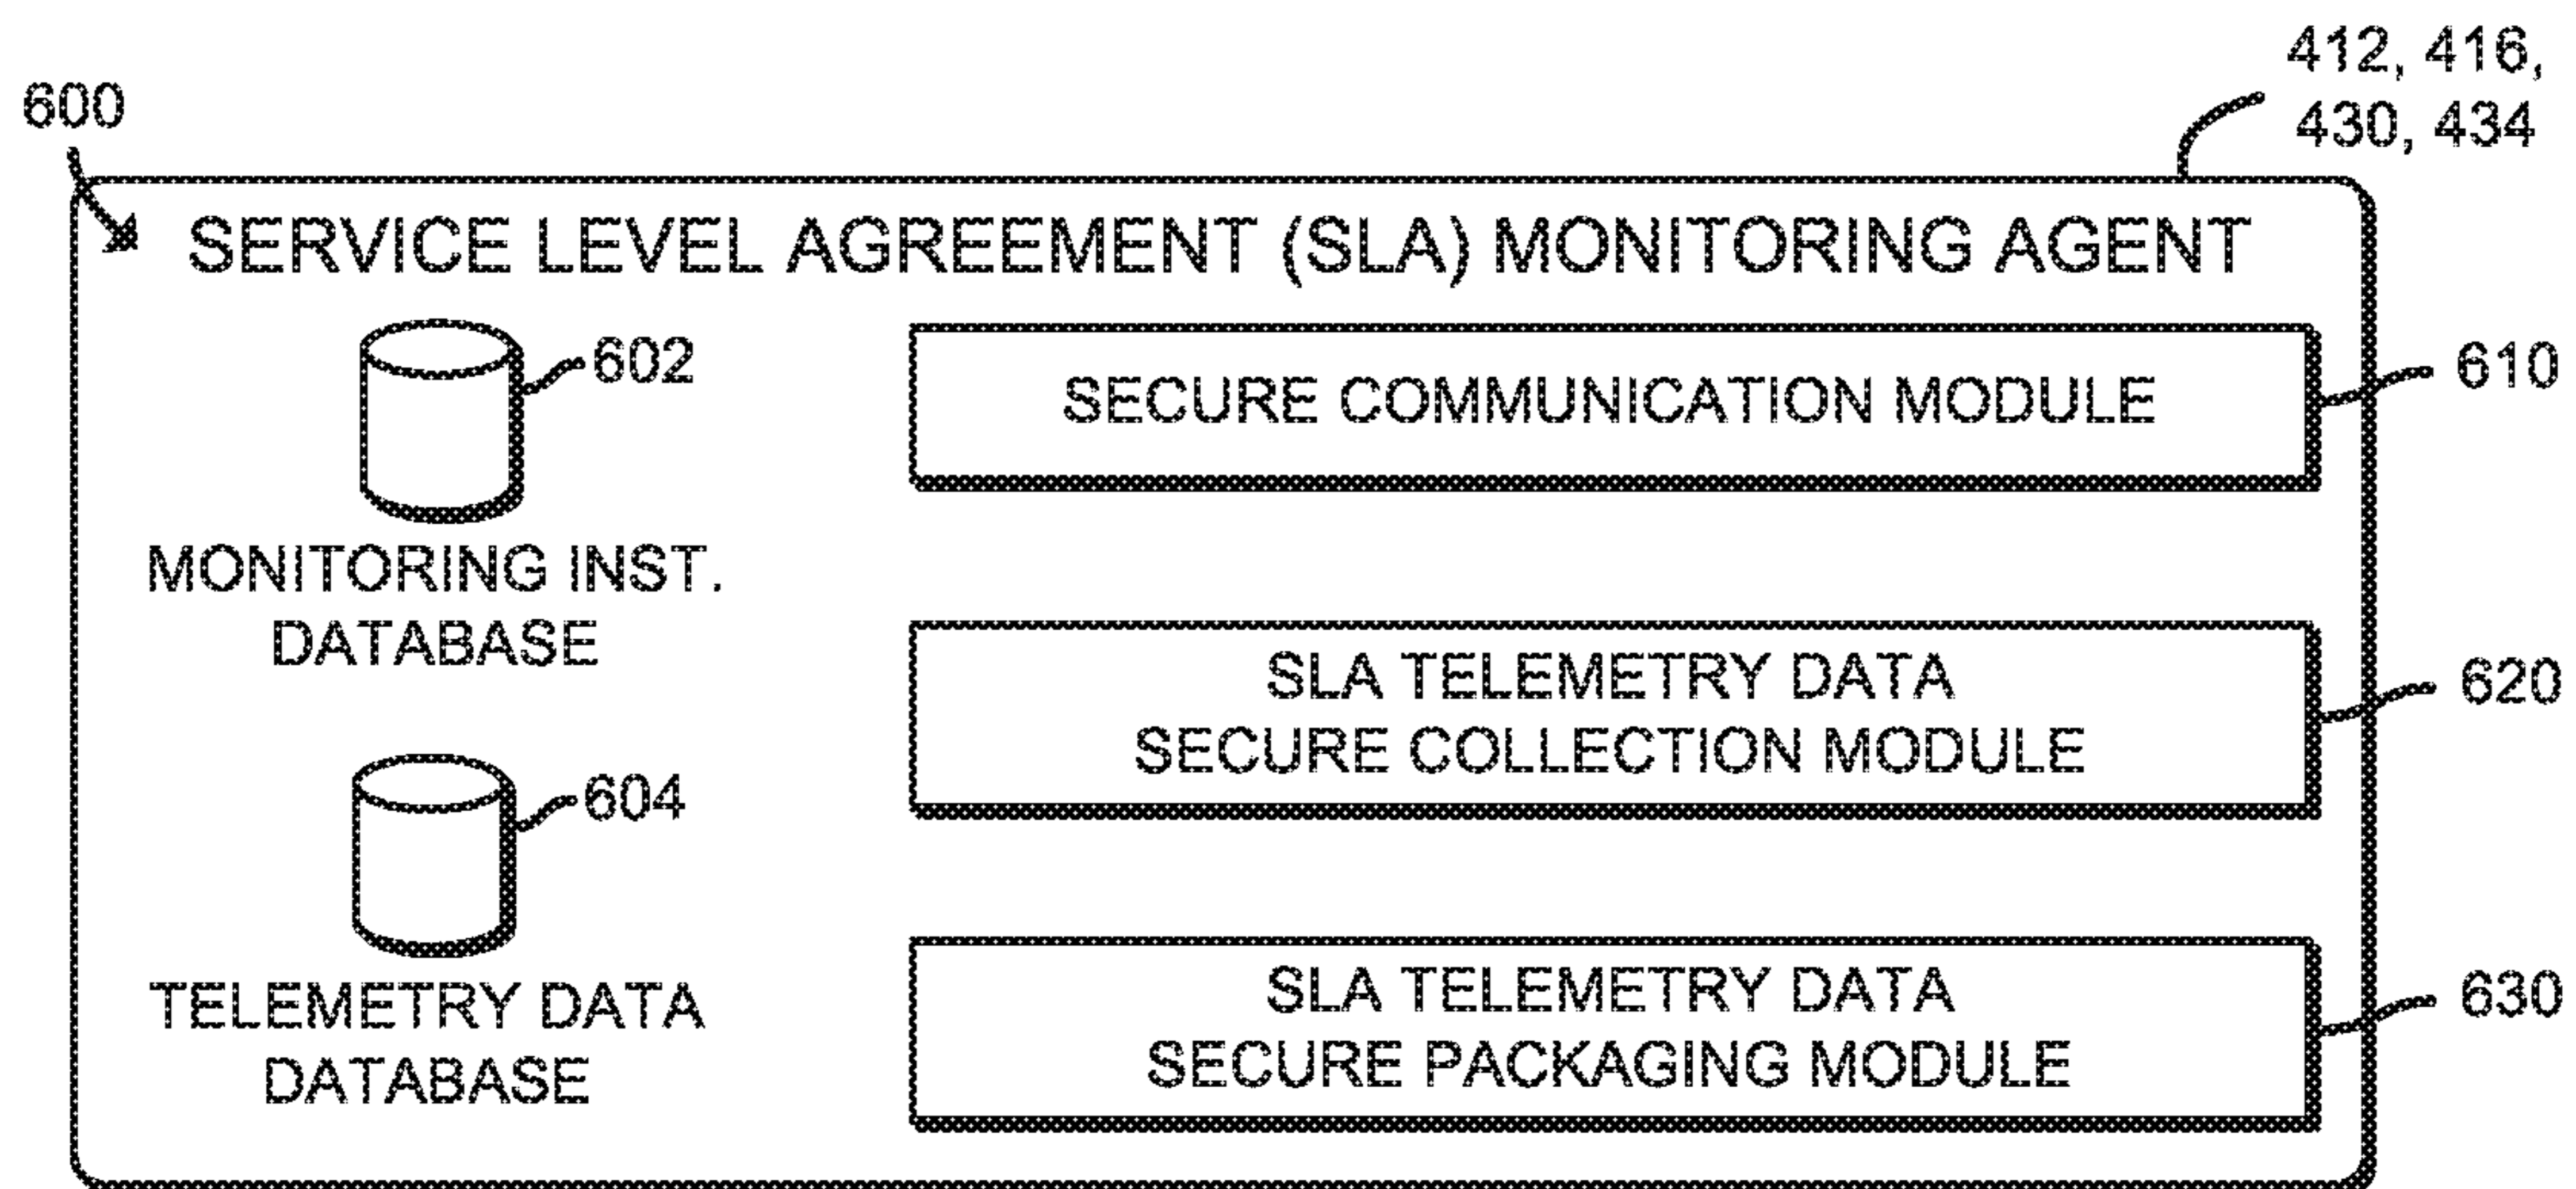 412, 416,
430, 434
600
SERVICE LEVEL AGREEMENT (SLA) MONITORING AGENT
602
MONITORING INST.
DATABASE
604
TELEMETRY DATA
DATABASE
SECURE COMMUNICATION MODULE
610
SLA TELEMETRY DATA
SECURE COLLECTION MODULE
620
SLA TELEMETRY DATA
SECURE PACKAGING MODULE
630